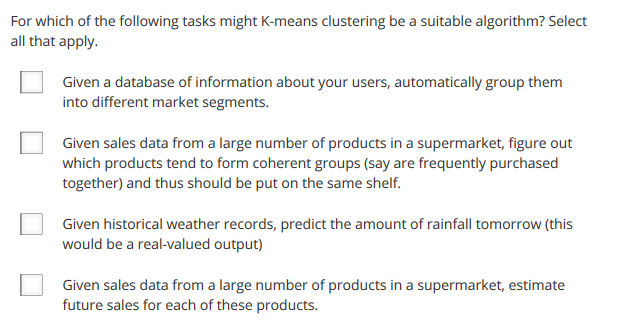 For which of the following tasks might K-means clustering be a suitable algorithm? Select
all that apply.
Given a database of information about your users, automatically group them
into different market segments.
Given sales data from a large number of products in a supermarket, figure out
which products tend to form coherent groups (say are frequently purchased
together) and thus should be put on the same shelf.
Given historical weather records, predict the amount of rainfall tomorrow (this
would be a real-valued output)
Given sales data from a large number of products in a supermarket, estimate
future sales for each of these products.